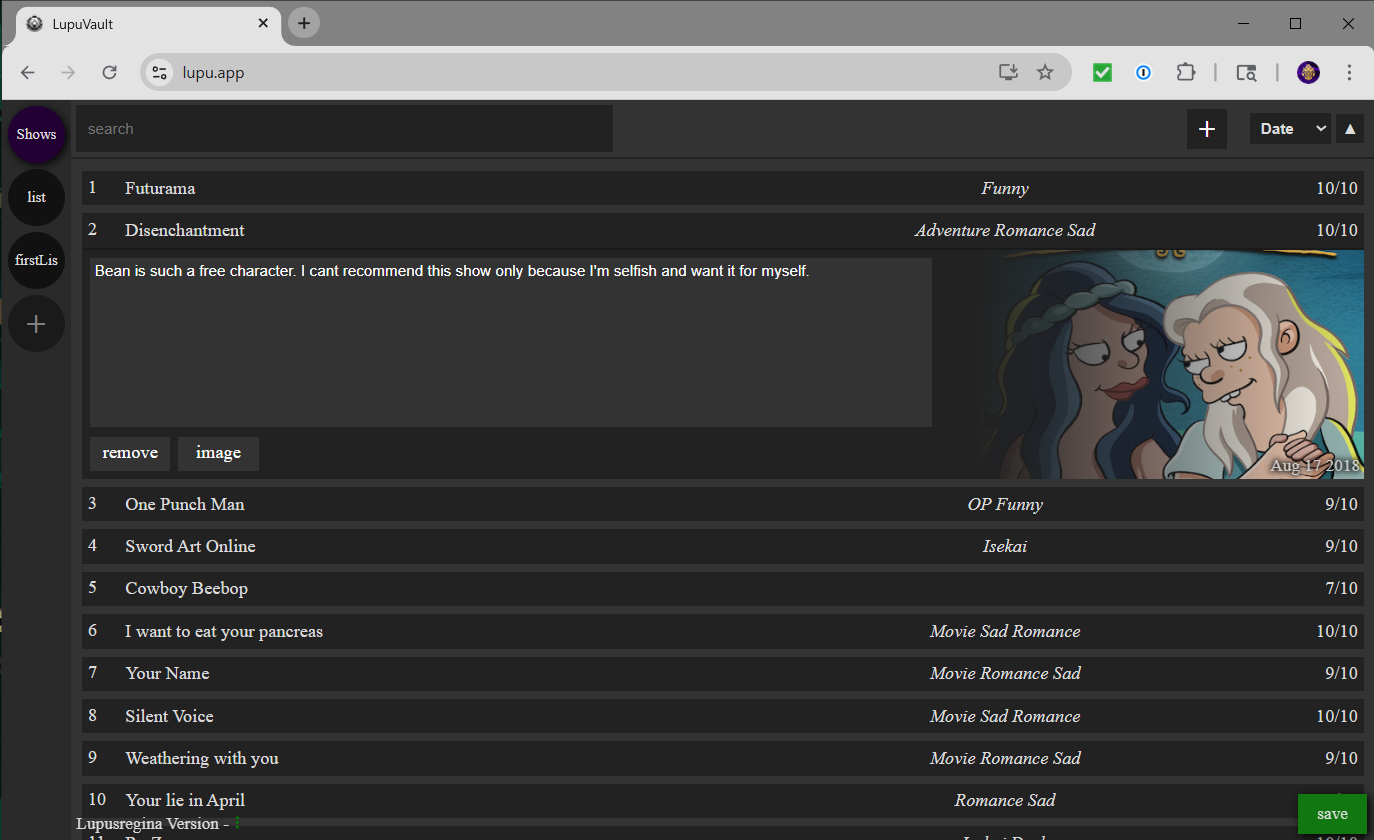 LupuVault
lupu.app
Shows
search
Date
list
firstLis
1 Futurama Funny 10/10
2 Disenchantment Adventure Romance Sad 10/10
Bean is such a free character. I cant recommend this show only because I'm selfish and want it for myself.
remove image
Aug 17 2018
3 One Punch Man OP Funny 9/10
4 Sword Art Online Isekai 9/10
5 Cowboy Beebop 7/10
6 I want to eat your pancreas Movie Sad Romance 10/10
7 Your Name Movie Romance Sad 9/10
8 Silent Voice Movie Sad Romance 10/10
9 Weathering with you Movie Romance Sad 9/10
10 Your lie in April Romance Sad
save
Lupusregina Version -